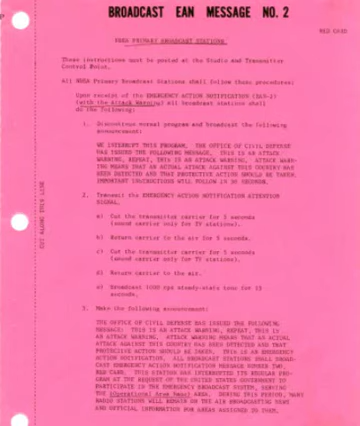 BROADCAST EAN MESSAGE NO. 2
RED CARD
AREA PRIMARY BROADCAST STATIONS
These instructions must be posted at the Studio and Transmitter
Control Point.
All AREA Primary Broadcast Stations shall follow these procedures:
Upon receipt of the EMERGENCY ACTION NOTIFICATION (EAN-2)
(with the Attack Warning) all broadcast stations shall
do the following:
1. Discontinue normal program and broadcast the following
announcement:
WE INTERRUPT THIS PROGRAM. THE OFFICE OF CIVIL DEFENSE
HAS ISSUED THE FOLLOWING MESSAGE. THIS IS AN ATTACK
WARNING, REPEAT, THIS IS AN ATTACK WARNING. ATTACK WARN-
ING MEANS THAT AN ACTUAL ATTACK AGAINST THIS COUNTRY HAS
BEEN DETECTED AND THAT PROTECTIVE ACTION SHOULD BE TAKEN.
IMPORTANT INSTRUCTIONS WILL FOLLOW IN 30 SECONDS.
2. Transmit the EMERGENCY ACTION NOTIFICATION ATTENTION
SIGNAL.
a) Cut the transmitter carrier for 5 seconds
(sound carrier only for TV stations).
b) Return carrier to the air for 5 seconds.
c) Cut the transmitter carrier for 5 seconds
(sound carrier only for TV stations).
d) Return carrier to the air.
e) Broadcast 1000 cps steady-state tone for 15
seconds.
3. Make the following announcement:
THE OFFICE OF CIVIL DEFENSE HAS ISSUED THE FOLLOWING
MESSAGE: THIS IS AN ATTACK WARNING, REPEAT, THIS IS
AN ATTACK WARNING. ATTACK WARNING MEANS THAT AN ACTUAL
ATTACK AGAINST THIS COUNTRY HAS BEEN DETECTED AND THAT
PROTECTIVE ACTION SHOULD BE TAKEN. THIS IS AN EMERGENCY
ACTION NOTIFICATION. ALL BROADCAST STATIONS SHALL BROAD-
CAST EMERGENCY ACTION NOTIFICATION MESSAGE NUMBER TWO,
RED CARD. THIS STATION HAS INTERRUPTED ITS REGULAR PRO-
GRAM AT THE REQUEST OF THE UNITED STATES GOVERNMENT TO
PARTICIPATE IN THE EMERGENCY BROADCAST SYSTEM, SERVING
THE (Operational Area Name) AREA. DURING THIS PERIOD, MANY
RADIO STATIONS WILL REMAIN ON THE AIR BROADCASTING NEWS
AND OFFICIAL INFORMATION FOR AREAS ASSIGNED TO THEM.
CUT ALONG THIS LINE